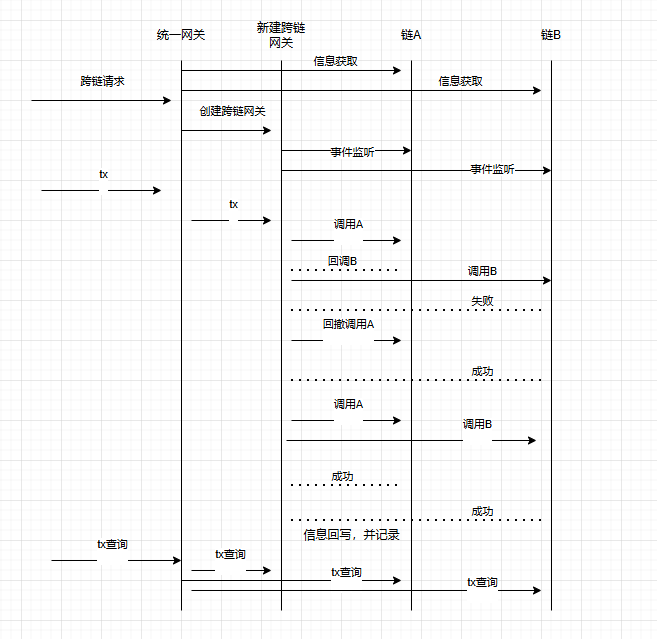 统一网关
新建跨链
网关
链A
链B
信息获取
跨链请求
信息获取
创建跨链网关
事件监听
事件监听
tx
tx
调用A
回调B
调用B
失败
回撤调用A
成功
调用A
调用B
成功
成功
信息回写，并记录
tx查询
tx查询
tx查询
tx查询